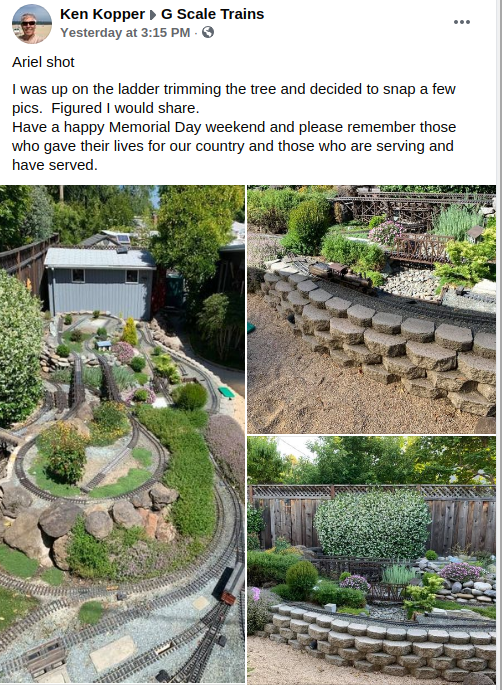 Ken Kopper ▶ G Scale Trains
Yesterday at 3:15 PM ·
Ariel shot
I was up on the ladder trimming the tree and decided to snap a few
pics. Figured I would share.
Have a happy Memorial Day weekend and please remember those
who gave their lives for our country and those who are serving and
have served.